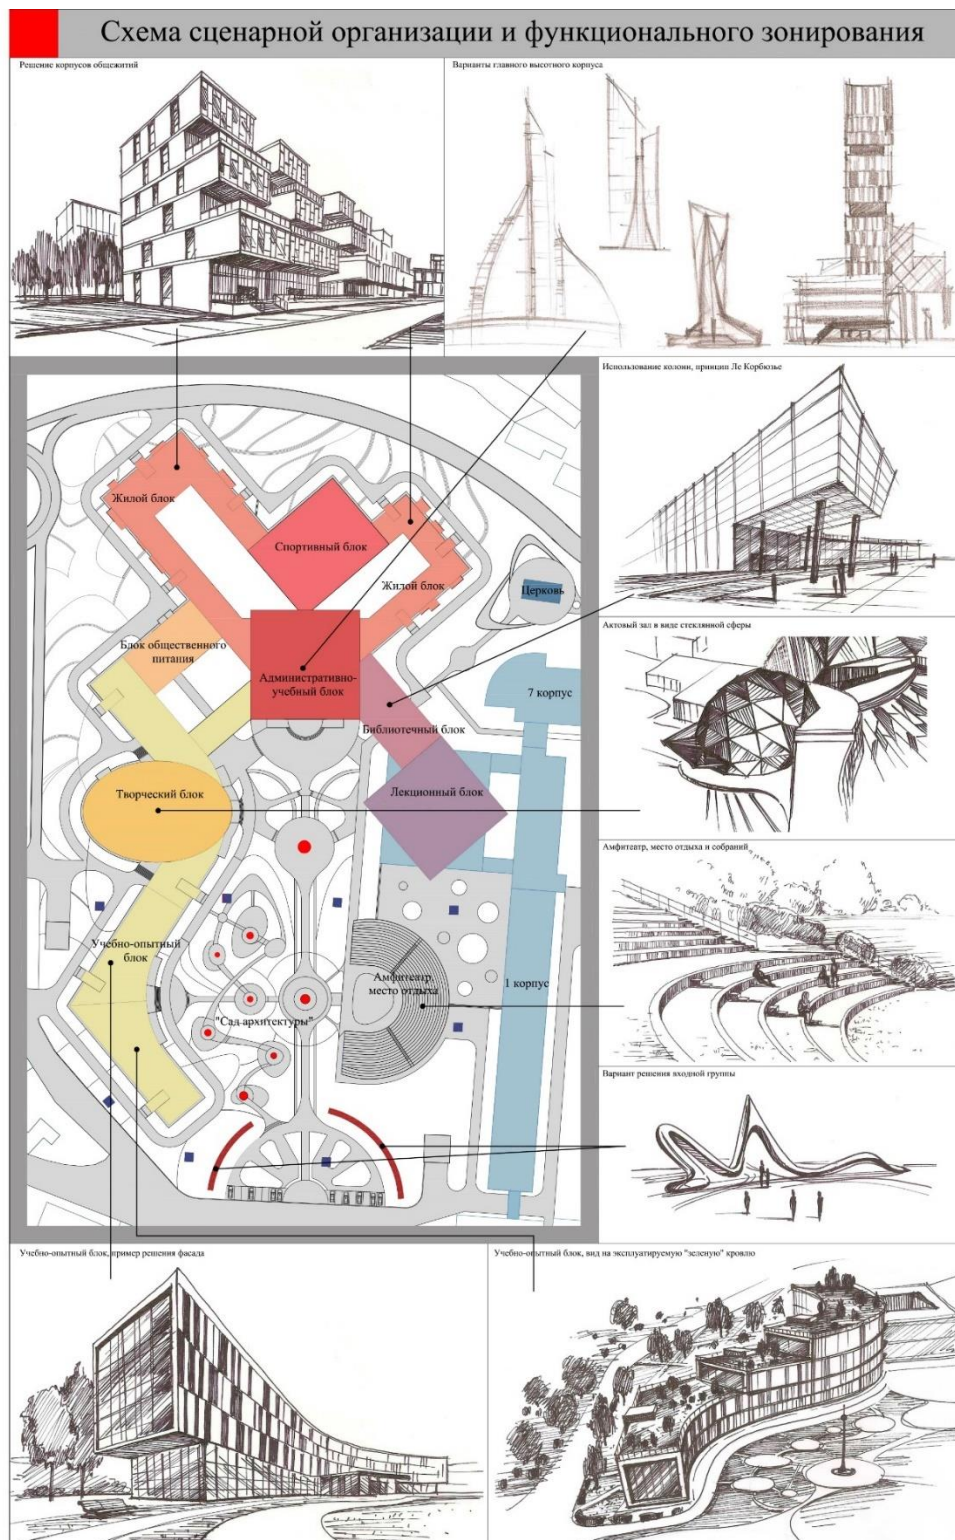 Схема сценарной организации и функционального зонирования
Решение корпусов общежитий
Варианты главного высотного корпуса
Использование колонн, принцип Ле Корбюзье
Жилой блок
Спортивный блок
Жилой блок
Церковь
Блок общественного
питания
Административно-
учебный блок
Актовый зал в виде стеклянной сферы
7 корпус
Библиотечный блок
Творческий блок
Лекционный блок
Амфитеатр, место отдыха и собраний
Учебно-опытный
блок
Амфитеатр,
место отдыха
1 корпус
"Сад архитектуры"
Вариант решения входной группы
Учебно-опытный блок, пример решения фасада
Учебно-опытный блок, вид на эксплуатируемую "зеленую" кровлю